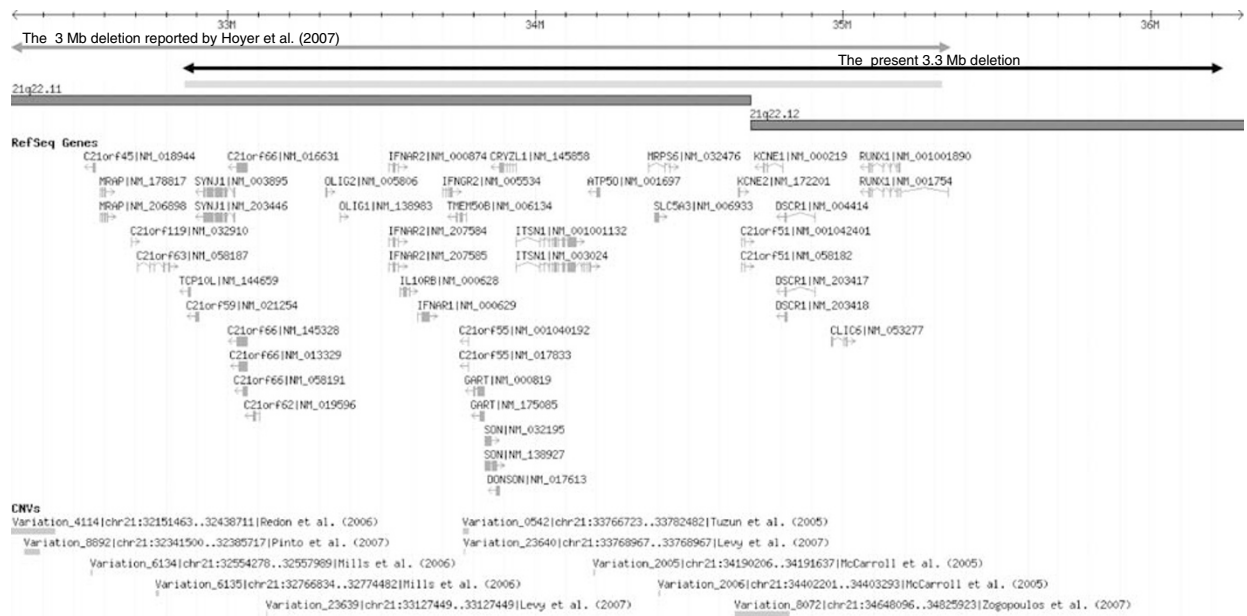 33M 34M 35M 36M
The 3 Mb deletion reported by Hoyer et al. (2007)
The present 3.3 Mb deletion
21q22.11
21q22.12
RefSeq Genes
C21orf45|NM_018944 C21orf66|NM_016631 IFNAR2|NM_000874 CRYZL1|NM_145858 MRPS6|NM_032476 KCNE1|NM_000219 RUNX1|NM_001001890
MRAP|NM_178817 SYNJ1|NM_003895 OLIG2|NM_005806 IFNGR2|NM_005534 ATP5O|NM_001697 KCNE2|NM_172201 RUNX1|NM_001754
MRAP|NM_206898 SYNJ1|NM_203446 OLIG1|NM_138983 TMEM50B|NM_006134 SLC5A3|NM_006933 DSCR1|NM_004414
C21orf119|NM_032910 IFNAR2|NM_207584 ITSN1|NM_001001132 C21orf51|NM_001042401
C21orf63|NM_058187 IFNAR2|NM_207585 ITSN1|NM_003024 C21orf51|NM_058182
TCP10L|NM_144659 IL10RB|NM_000628 DSCR1|NM_203417
C21orf59|NM_021254 IFNAR1|NM_000629 DSCR1|NM_203418
C21orf66|NM_145328 C21orf55|NM_001040192 CLIC6|NM_053277
C21orf66|NM_013329 C21orf55|NM_017833
C21orf66|NM_058191 GART|NM_000819
C21orf62|NM_019596 GART|NM_175085
SON|NM_032195
SON|NM_138927
DONSON|NM_017613
CNVs
Variation_4114|chr21:32151463..32438711|Redon et al. (2006) Variation_0542|chr21:33766723..33782482|Tuzun et al. (2005)
Variation_8892|chr21:32341500..32385717|Pinto et al. (2007) Variation_23640|chr21:33768967..33768967|Levy et al. (2007)
Variation_6134|chr21:32554278..32557989|Mills et al. (2006) Variation_2005|chr21:34190206..34191637|McCarroll et al. (2005)
Variation_6135|chr21:32766834..32774482|Mills et al. (2006) Variation_2006|chr21:34402201..34403293|McCarroll et al. (2005)
Variation_23639|chr21:33127449..33127449|Levy et al. (2007) Variation_8072|chr21:34648096..34825923|Zogopoulos et al. (2007)